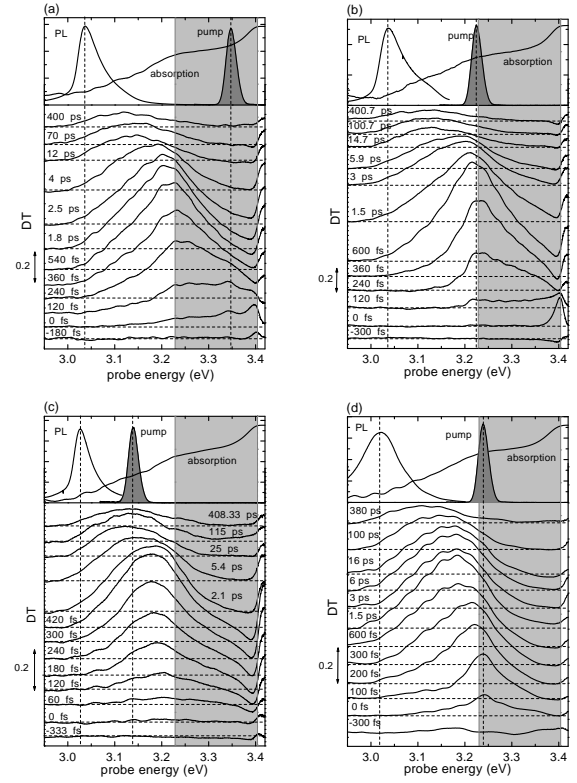 (a)
PL
pump
absorption
400 ps
70 ps
12 ps
4 ps
2.5 ps
1.8 ps
540 fs
360 fs
240 fs
120 fs
0 fs
-180 fs
DT
0.2
3.0 3.1 3.2 3.3 3.4
probe energy (eV)
(b)
PL
pump
absorption
400.7 ps
100.7 ps
14.7 ps
5.9 ps
3 ps
1.5 ps
600 fs
360 fs
240 fs
120 fs
0 fs
-300 fs
DT
0.2
3.0 3.1 3.2 3.3 3.4
probe energy (eV)
(c)
PL
pump
absorption
408.33 ps
115 ps
25 ps
5.4 ps
2.1 ps
420 fs
300 fs
240 fs
180 fs
120 fs
60 fs
0 fs
-333 fs
DT
0.2
3.0 3.1 3.2 3.3 3.4
probe energy (eV)
(d)
PL
pump
absorption
380 ps
100 ps
16 ps
6 ps
3 ps
1.5 ps
600 fs
300 fs
200 fs
100 fs
0 fs
-300 fs
DT
0.2
3.0 3.1 3.2 3.3 3.4
probe energy (eV)